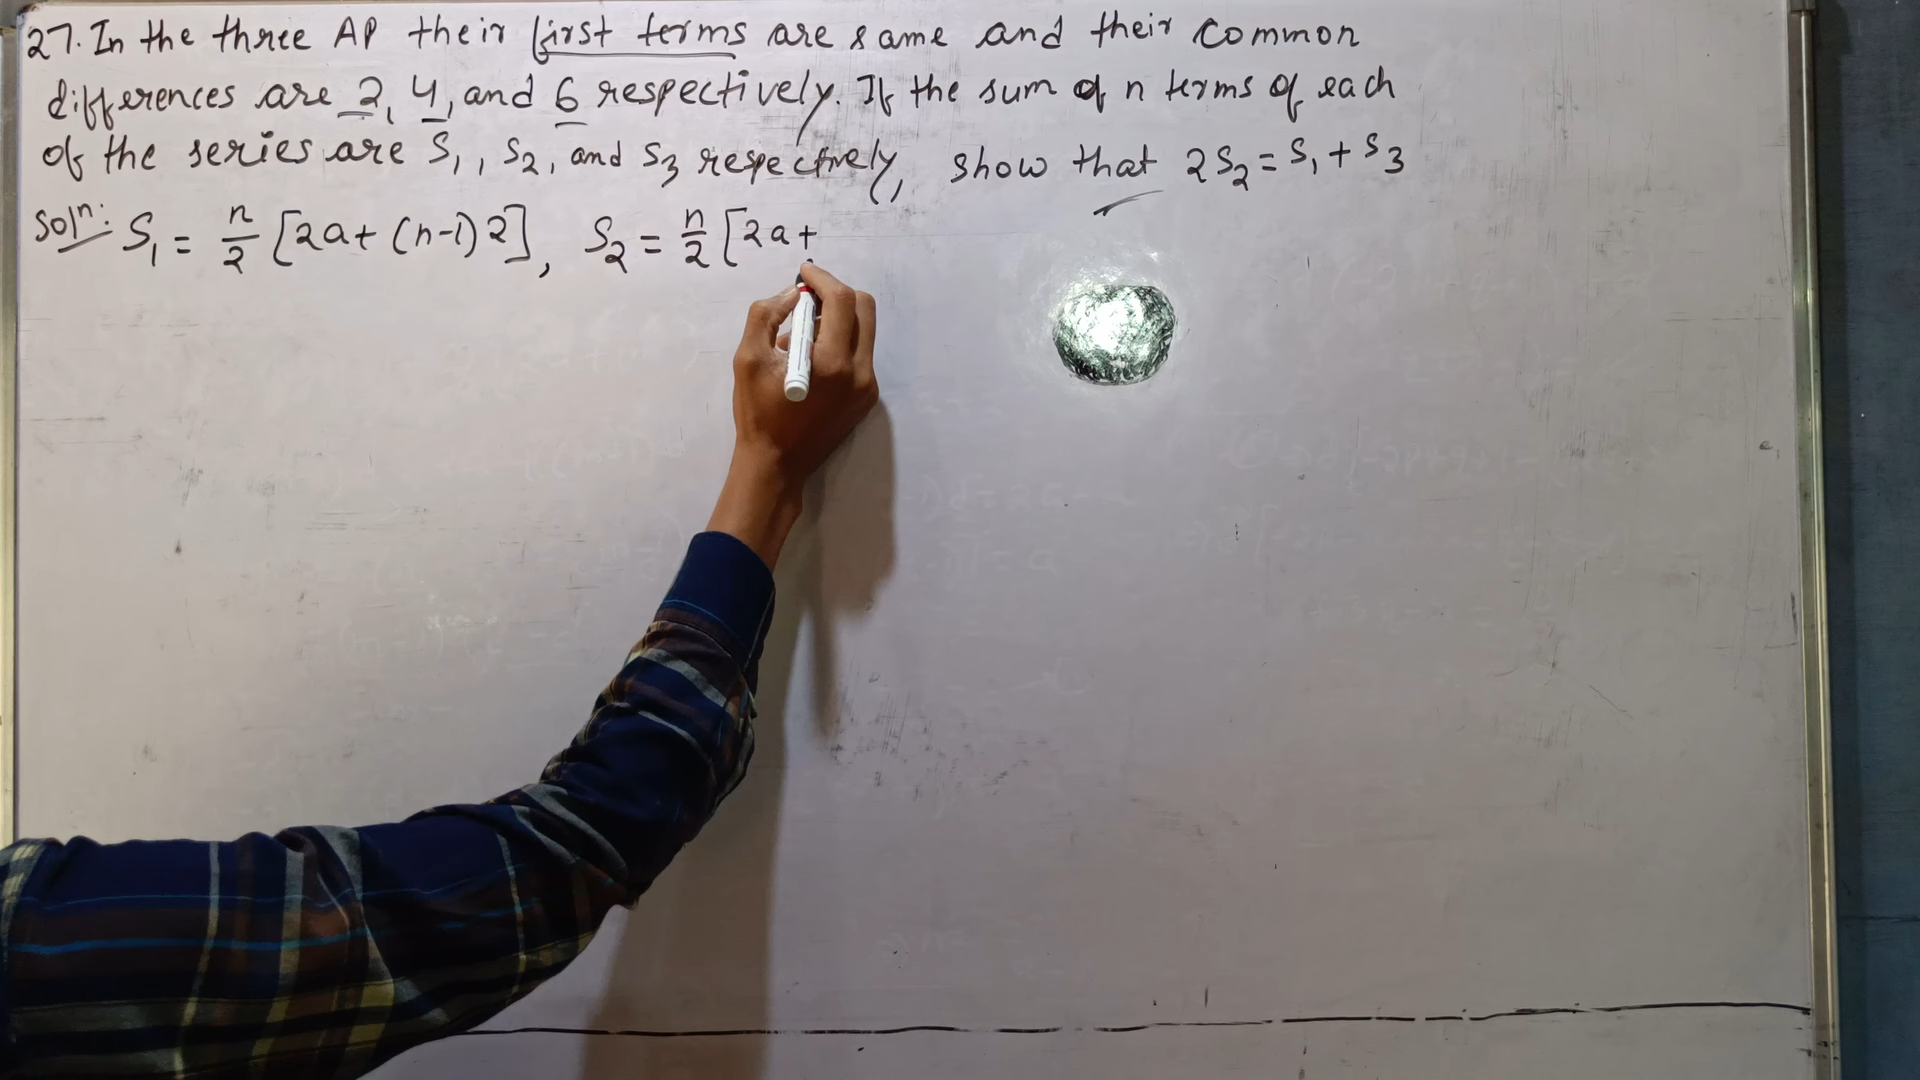 27. In the three AP their first terms are same and their common
differences are 2, 4, and 6 respectively. If the sum of n terms of each
of the series are S₁, S₂, and S₃ respectively, show that 2S₂ = S₁ + S₃
Solⁿ: S₁ = n/2 [2a + (n-1) 2], S₂ = n/2 [2a +